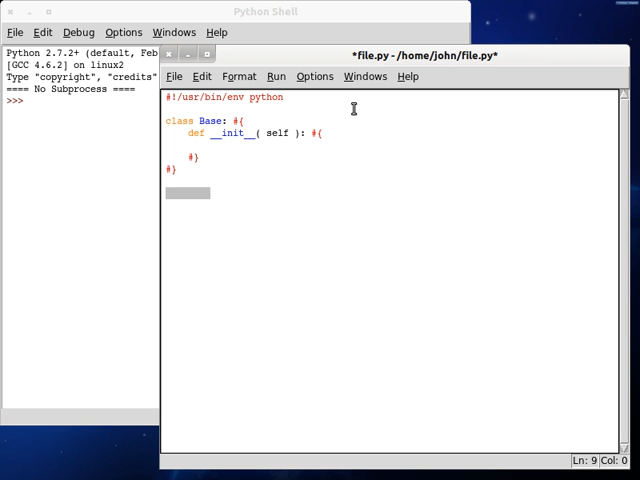 Python Shell
File Edit Debug Options Windows Help
Python 2.7.2+ (default, Feb
[GCC 4.6.2] on linux2
Type "copyright", "credits"
==== No Subprocess ====
>>>
*file.py - /home/john/file.py*
File Edit Format Run Options Windows Help
#!/usr/bin/env python
class Base: #{
    def __init__( self ): #{
    #}
#}
Ln: 9 Col: 0